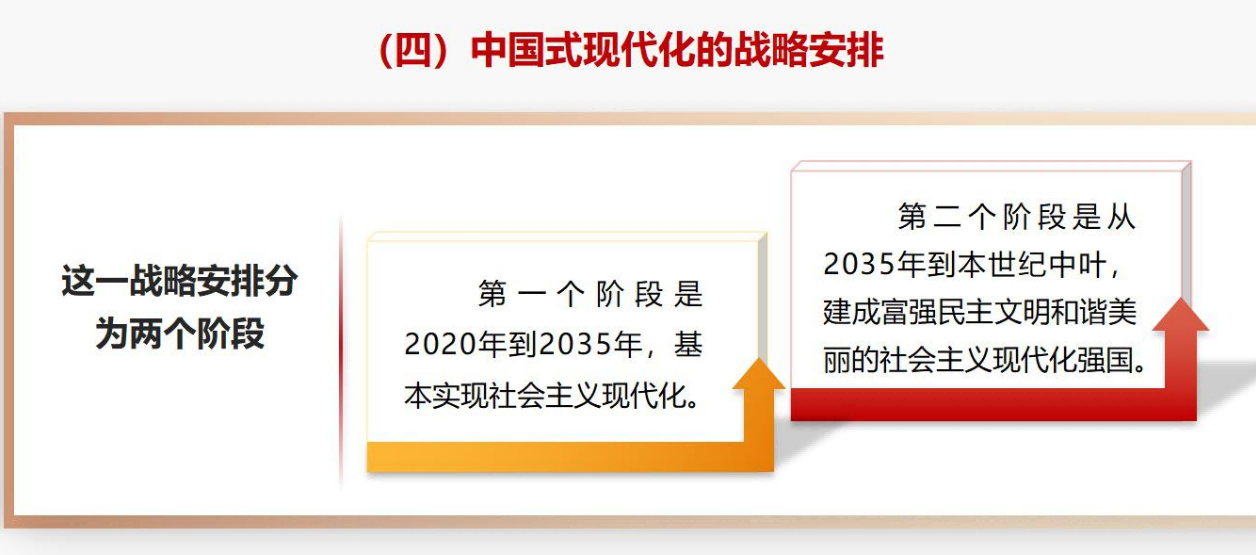 （四）中国式现代化的战略安排
这一战略安排分
为两个阶段
第一个阶段是
2020年到2035年，基
本实现社会主义现代化。
第二个阶段是从
2035年到本世纪中叶，
建成富强民主文明和谐美
丽的社会主义现代化强国。